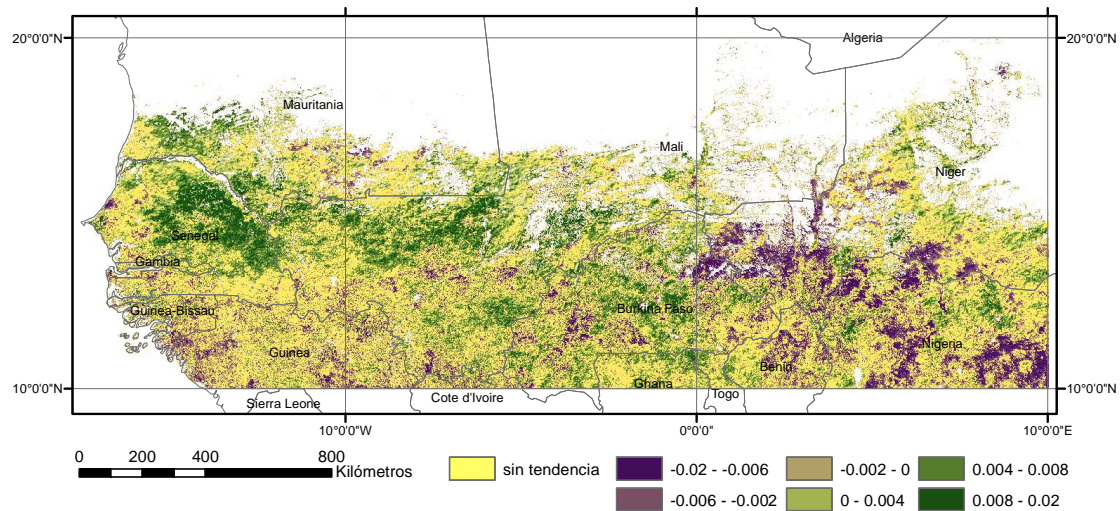 20°0'0"N
Algeria
20°0'0"N
Mauritania
Mali
Niger
Senegal
Gambia
Guinea-Bissau
Burkina Faso
Guinea
Nigeria
Benin
Ghana
10°0'0"N
10°0'0"N
Sierra Leone
Cote d'Ivoire
Togo
10°0'0"W
0°0'0"
10°0'0"E
0 200 400 800 Kilómetros
sin tendencia
-0.02 - -0.006
-0.002 - 0
0.004 - 0.008
-0.006 - -0.002
0 - 0.004
0.008 - 0.02